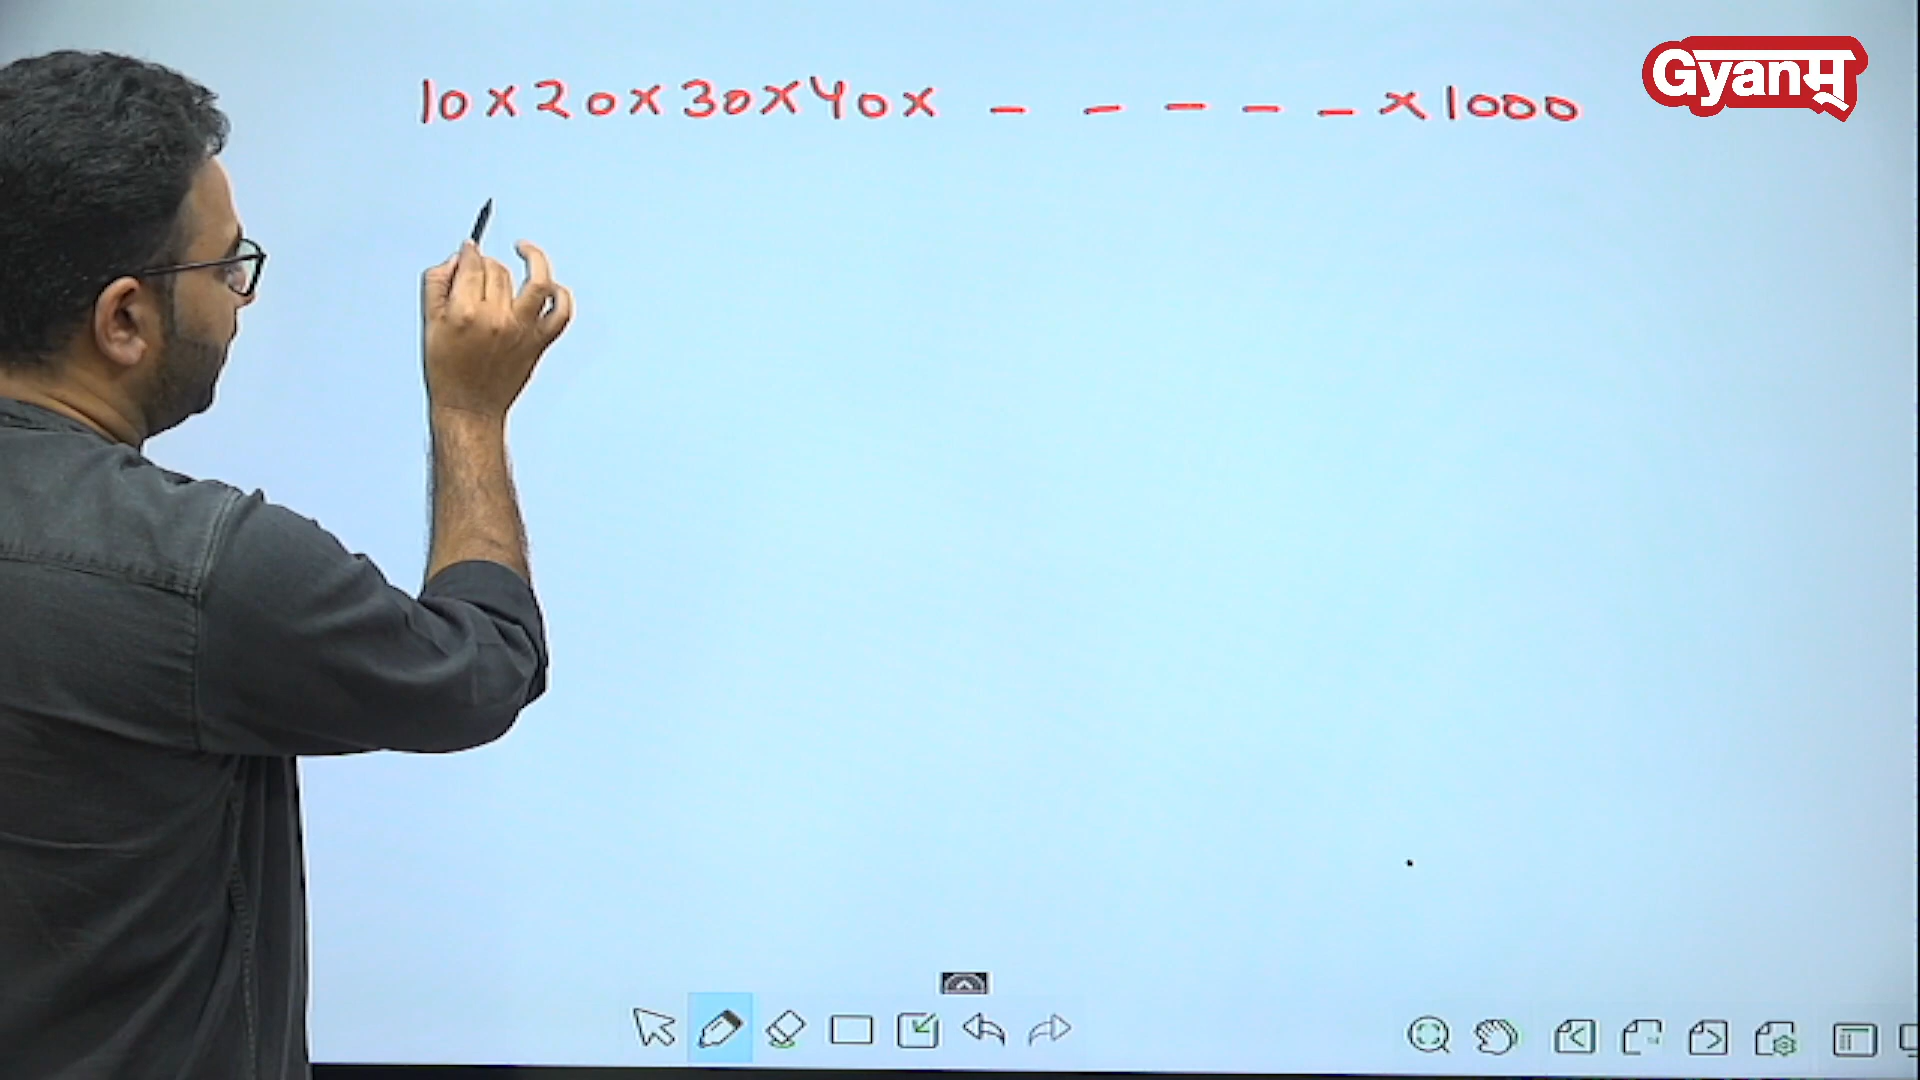 10 × 20 × 30 × 40 × _ _ _ _ _ × 1000
Gyanम्